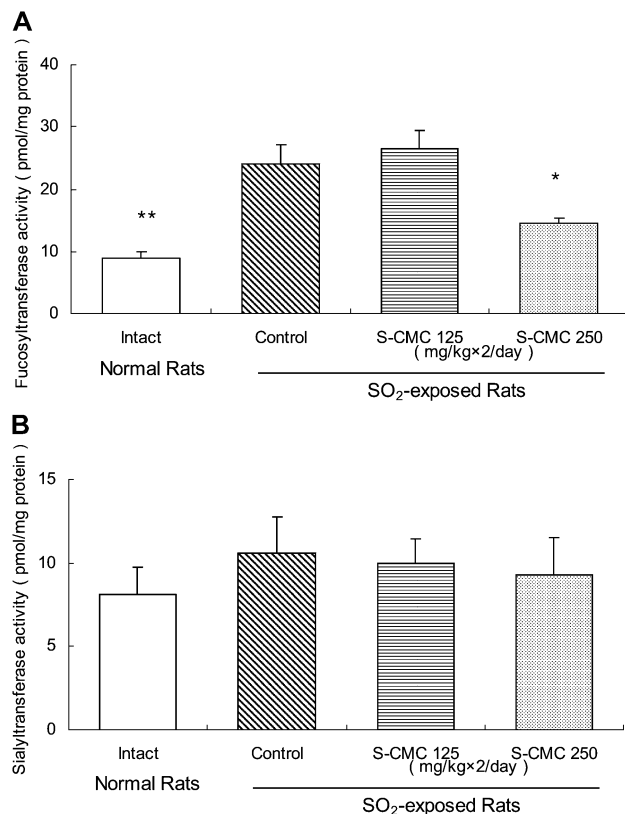 A
Fucosyltransferase activity ( pmol/mg protein )
40
30
20
10
0
**
*
Intact
Control
S-CMC 125
S-CMC 250
( mg/kg×2/day )
Normal Rats
SO₂-exposed Rats
B
Sialyltransferase activity ( pmol/mg protein )
15
10
5
0
Intact
Control
S-CMC 125
S-CMC 250
( mg/kg×2/day )
Normal Rats
SO₂-exposed Rats